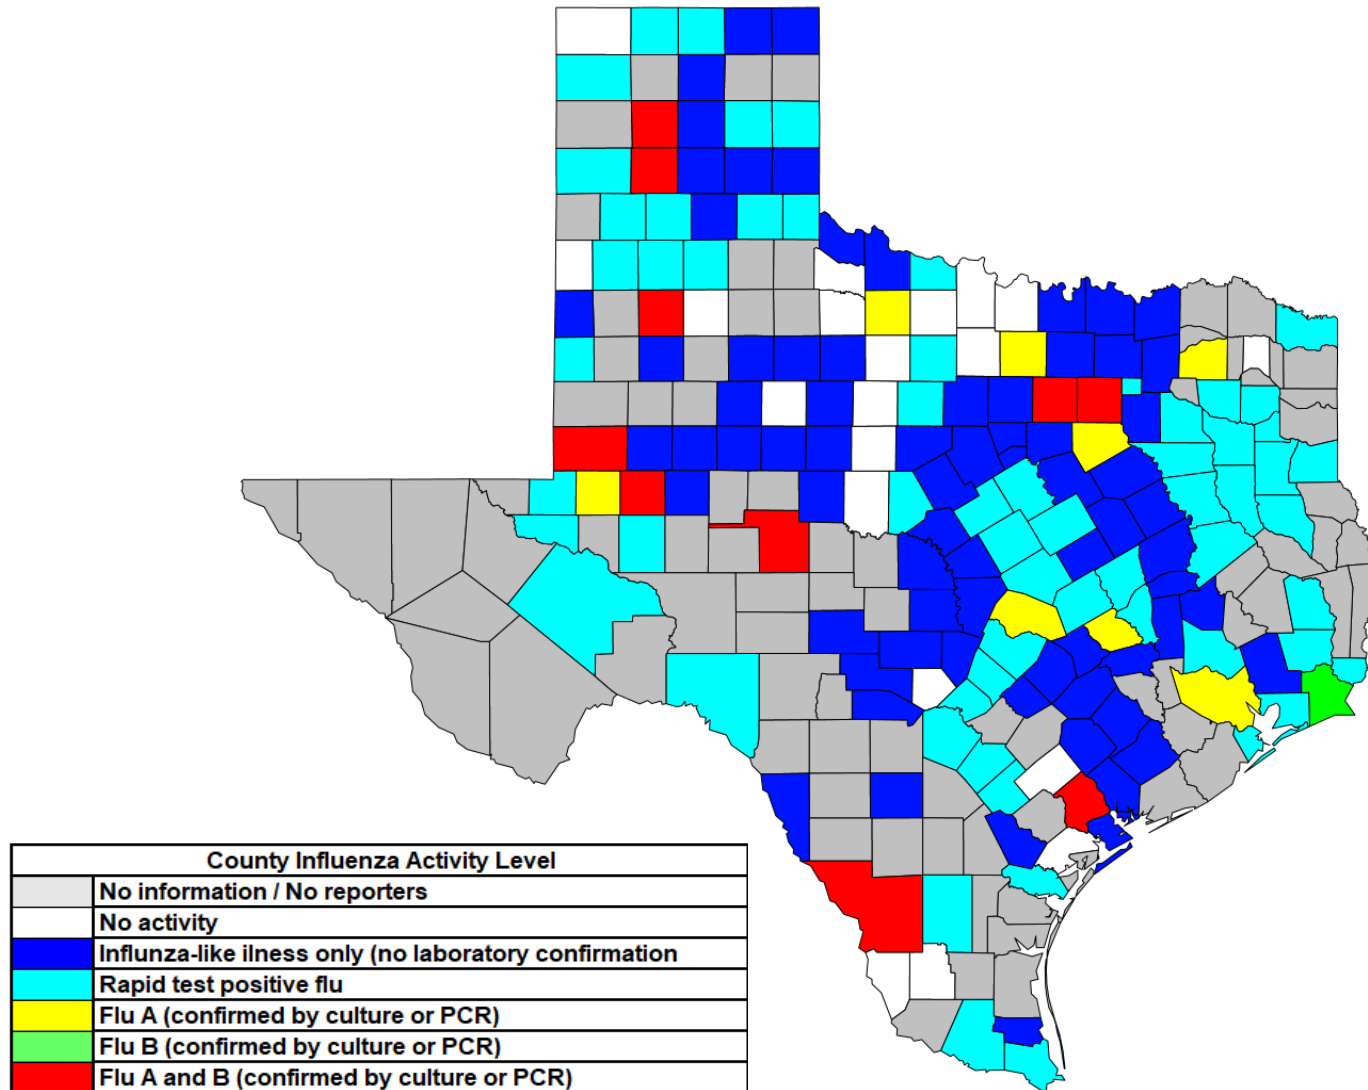 County Influenza Activity Level
No information / No reporters
No activity
Influnza-like ilness only (no laboratory confirmation
Rapid test positive flu
Flu A (confirmed by culture or PCR)
Flu B (confirmed by culture or PCR)
Flu A and B (confirmed by culture or PCR)